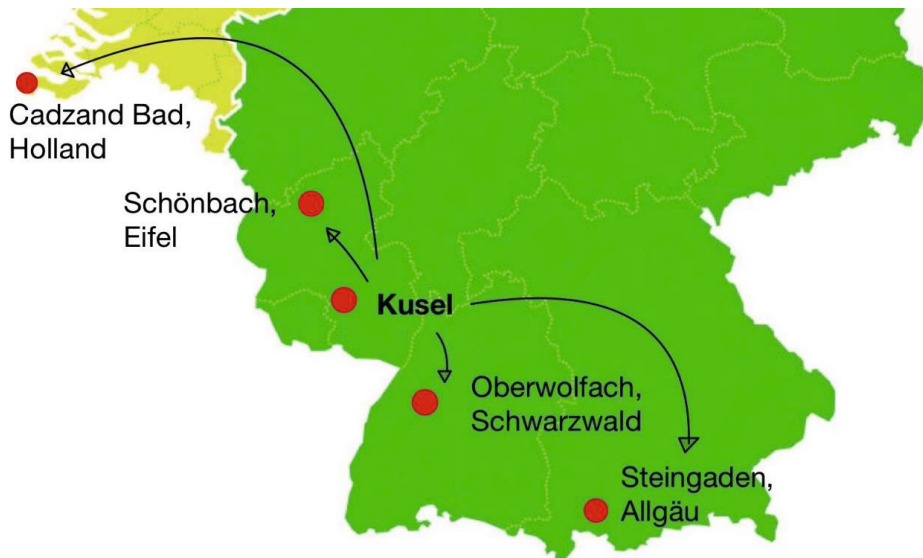 Cadzand Bad,
Holland
Schönbach,
Eifel
Kusel
Oberwolfach,
Schwarzwald
Steingaden,
Allgäu